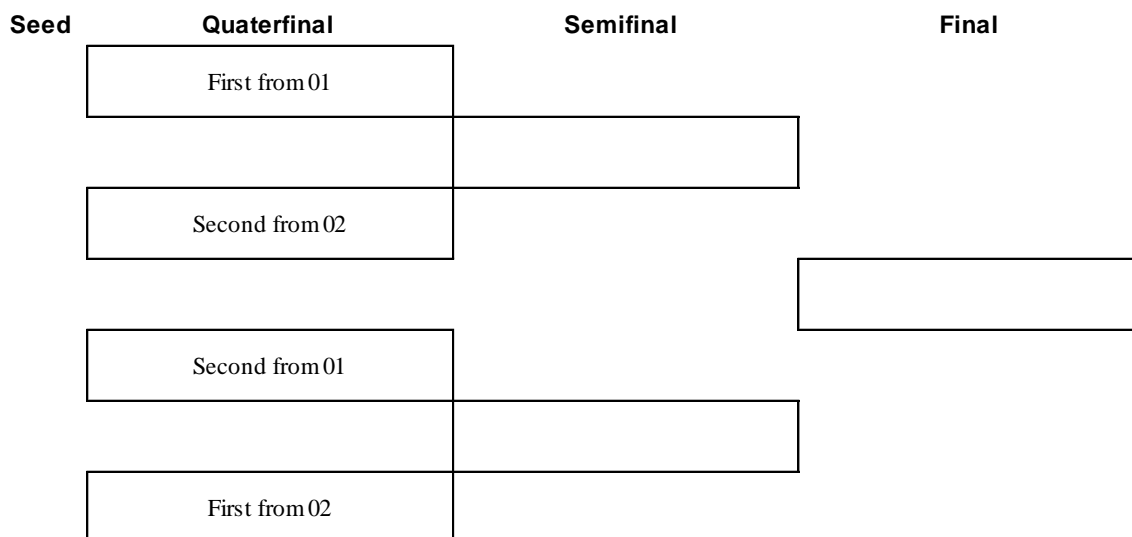 Seed Quaterfinal Semifinal Final
First from 01
Second from 02
Second from 01
First from 02